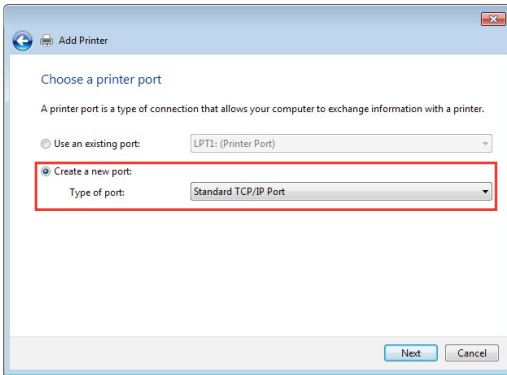 Add Printer
Choose a printer port
A printer port is a type of connection that allows your computer to exchange information with a printer.
Use an existing port: LPT1: (Printer Port)
Create a new port:
Type of port: Standard TCP/IP Port
Next Cancel